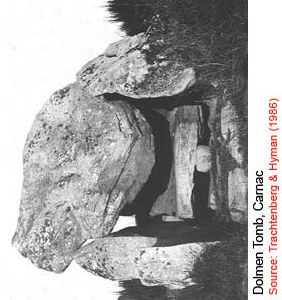 Dolmen Tomb, Carnac
Source: Trachtenberg & Hyman (1986)